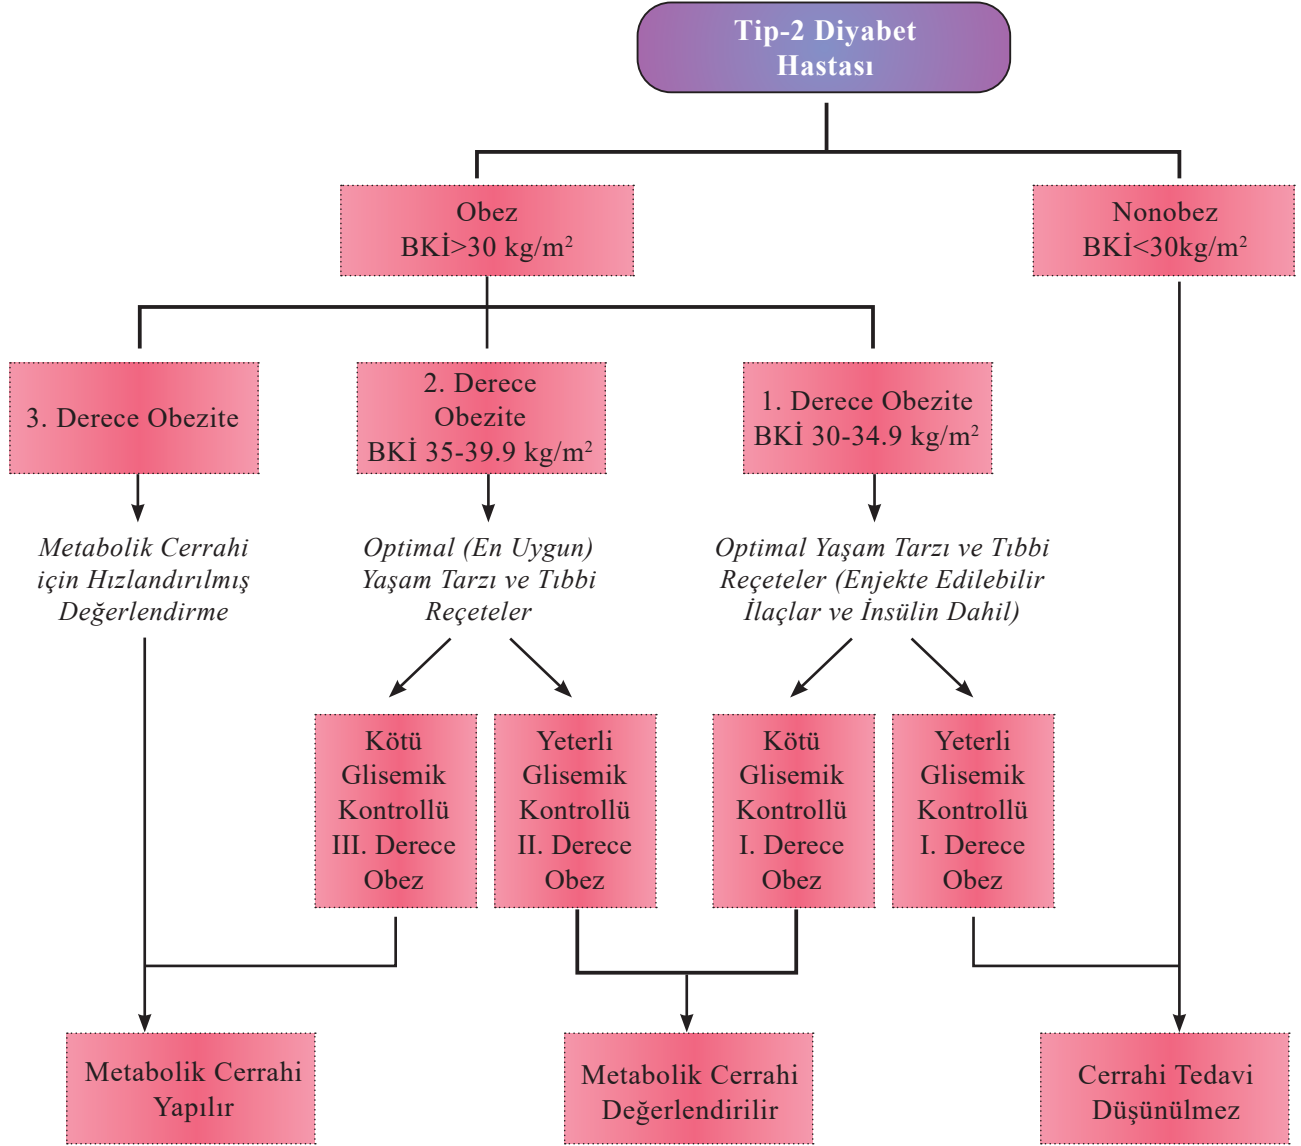 Tip-2 Diyabet
Hastası
Obez
BKİ>30 kg/m²
Nonobez
BKİ<30kg/m²
3. Derece Obezite
2. Derece
Obezite
BKİ 35-39.9 kg/m²
1. Derece Obezite
BKİ 30-34.9 kg/m²
Metabolik Cerrahi
için Hızlandırılmış
Değerlendirme
Optimal (En Uygun)
Yaşam Tarzı ve Tıbbi
Reçeteler
Optimal Yaşam Tarzı ve Tıbbi
Reçeteler (Enjekte Edilebilir
İlaçlar ve İnsülin Dahil)
Kötü
Glisemik
Kontrollü
III. Derece
Obez
Yeterli
Glisemik
Kontrollü
II. Derece
Obez
Kötü
Glisemik
Kontrollü
I. Derece
Obez
Yeterli
Glisemik
Kontrollü
I. Derece
Obez
Metabolik Cerrahi
Yapılır
Metabolik Cerrahi
Değerlendirilir
Cerrahi Tedavi
Düşünülmez